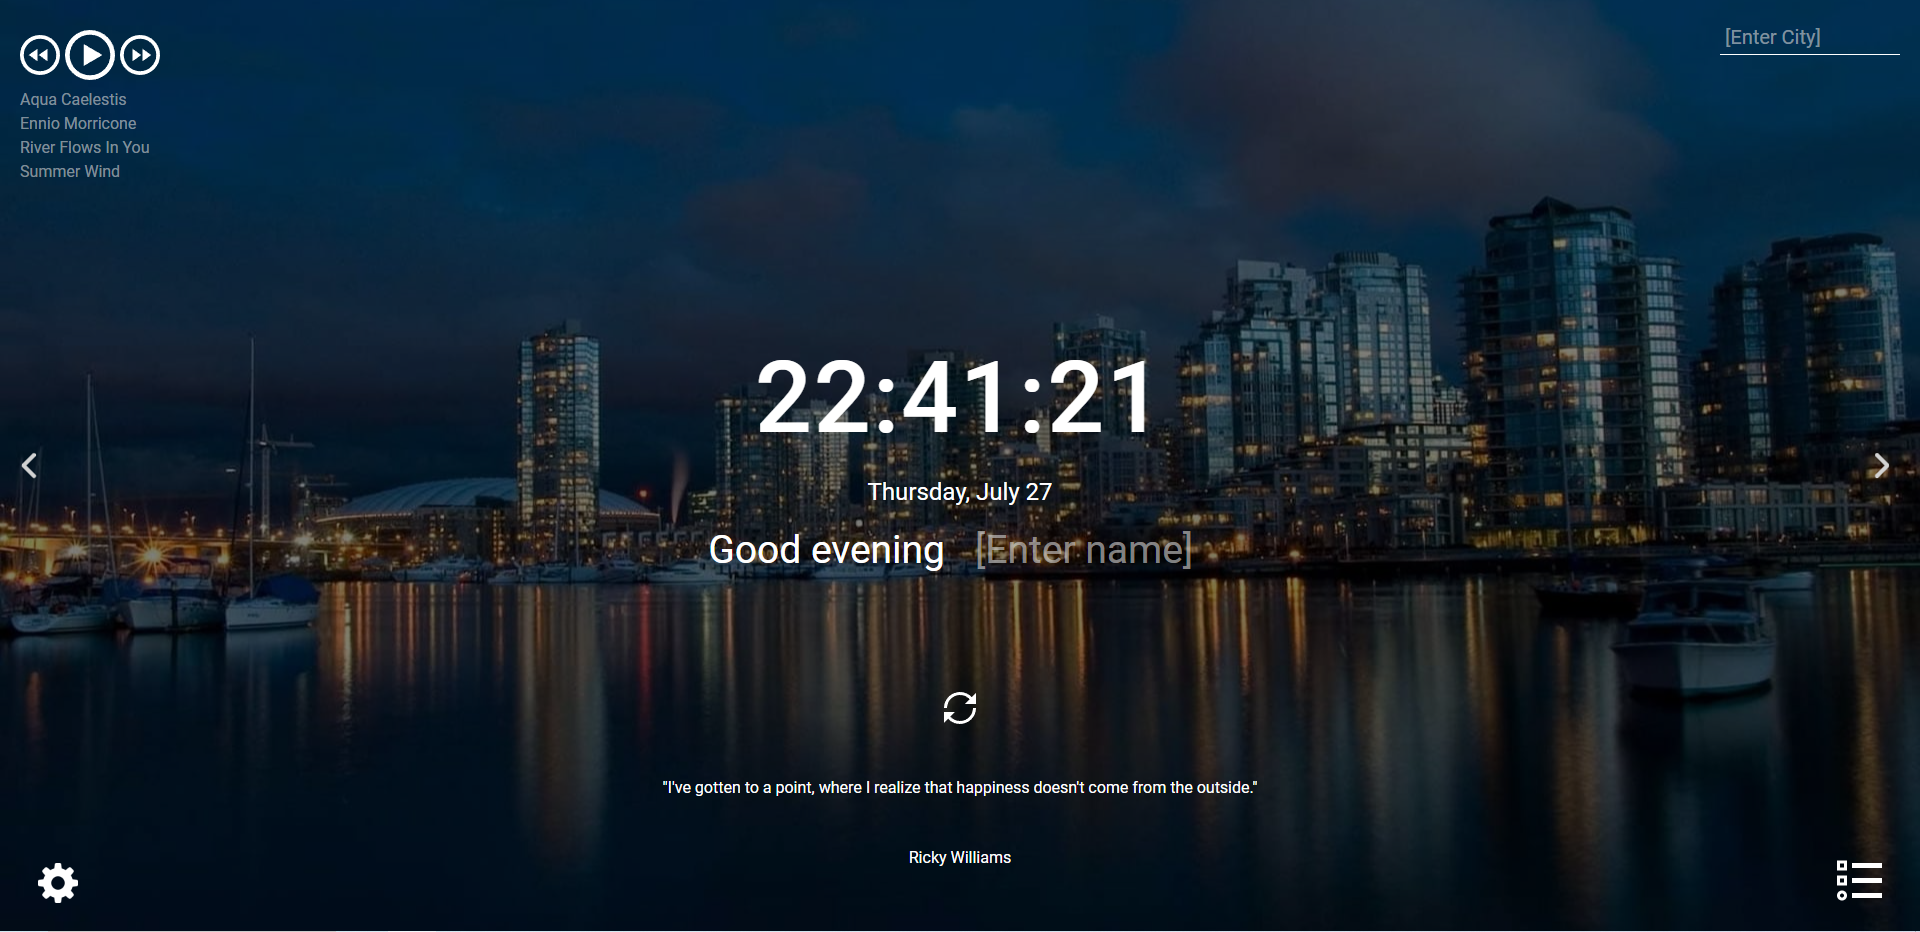 [Enter City]
Aqua Caelestis
Ennio Morricone
River Flows In You
Summer Wind
22:41:21
Thursday, July 27
Good evening [Enter name]
"I've gotten to a point, where I realize that happiness doesn't come from the outside."
Ricky Williams